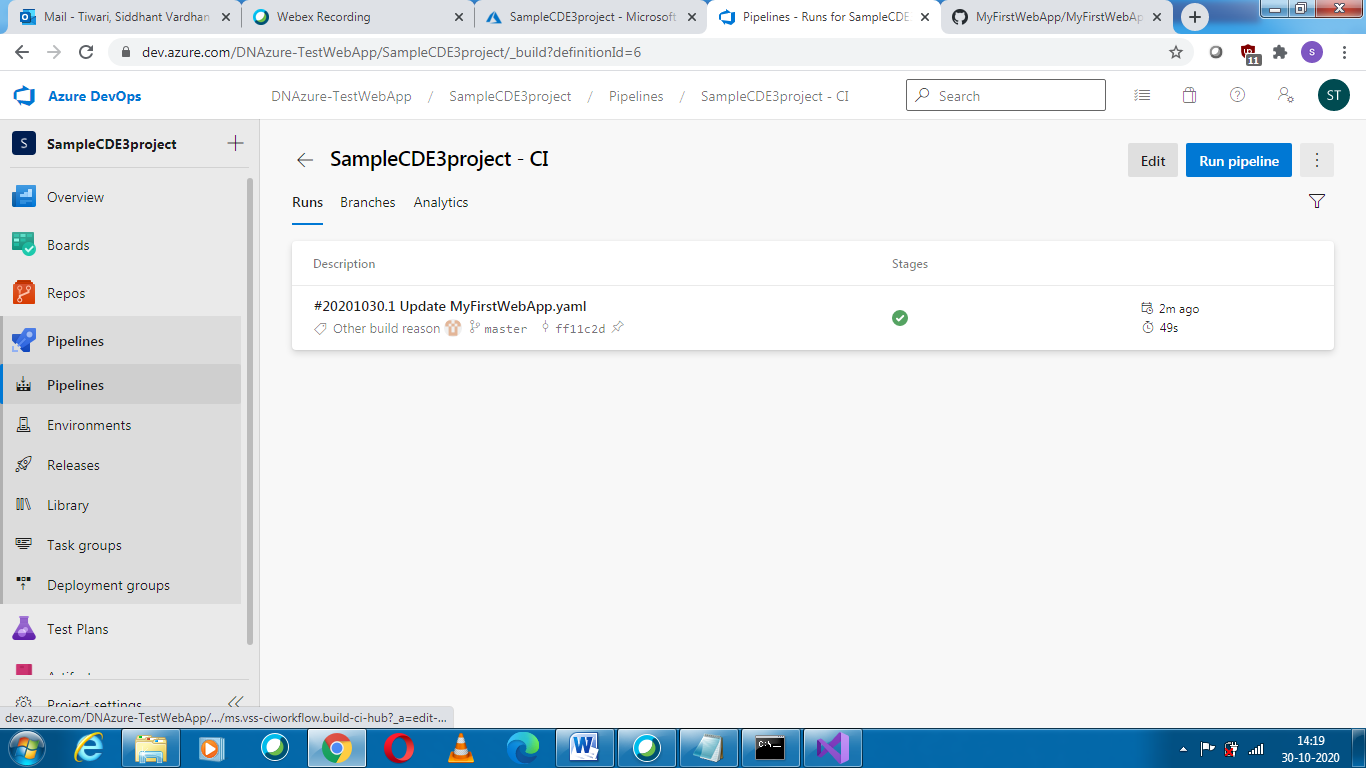 Mail - Tiwari, Siddhant Vardhan
Webex Recording
SampleCDE3project - Microsoft
Pipelines - Runs for SampleCDE
MyFirstWebApp/MyFirstWebAp
dev.azure.com/DNAzure-TestWebApp/SampleCDE3project/_build?definitionId=6
11
S
Azure DevOps
DNAzure-TestWebApp / SampleCDE3project / Pipelines / SampleCDE3project - CI
Search
ST
S SampleCDE3project
Overview
Boards
Repos
Pipelines
Pipelines
Environments
Releases
Library
Task groups
Deployment groups
Test Plans
Artifacts
Project settings
SampleCDE3project - CI
Edit
Run pipeline
Runs Branches Analytics
Description Stages
#20201030.1 Update MyFirstWebApp.yaml
Other build reason master ff11c2d
2m ago
49s
dev.azure.com/DNAzure-TestWebApp/.../ms.vss-ciworkflow.build-ci-hub?_a=edit-...
14:19
30-10-2020